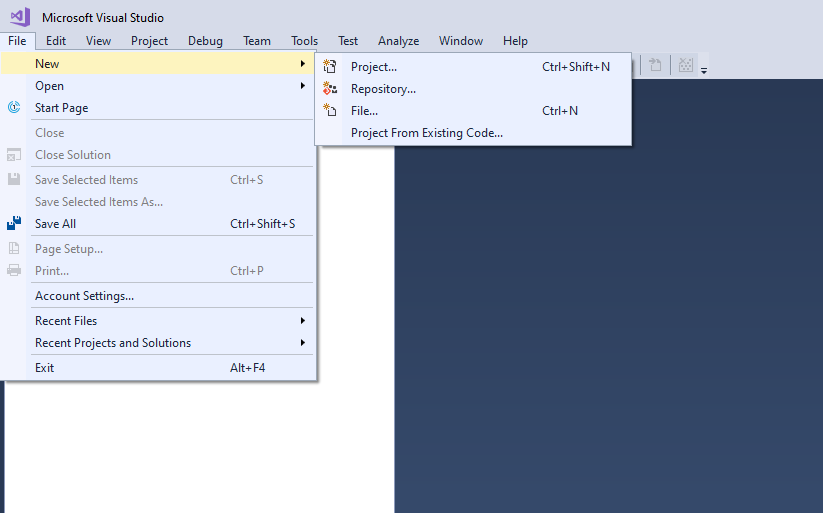 Microsoft Visual Studio
File Edit View Project Debug Team Tools Test Analyze Window Help
New
Project... Ctrl+Shift+N
Open
Repository...
Start Page
File... Ctrl+N
Close
Project From Existing Code...
Close Solution
Save Selected Items Ctrl+S
Save Selected Items As...
Save All Ctrl+Shift+S
Page Setup...
Print... Ctrl+P
Account Settings...
Recent Files
Recent Projects and Solutions
Exit Alt+F4